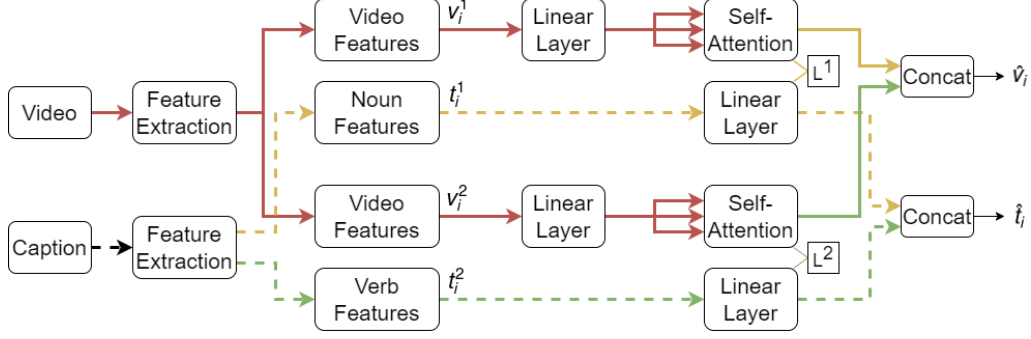 Video
Feature
Extraction
Caption
Feature
Extraction
Video
Features
v_i^1
Linear
Layer
Self-
Attention
L^1
Noun
Features
t_i^1
Linear
Layer
Video
Features
v_i^2
Linear
Layer
Self-
Attention
L^2
Verb
Features
t_i^2
Linear
Layer
Concat
v̂_i
Concat
t̂_i